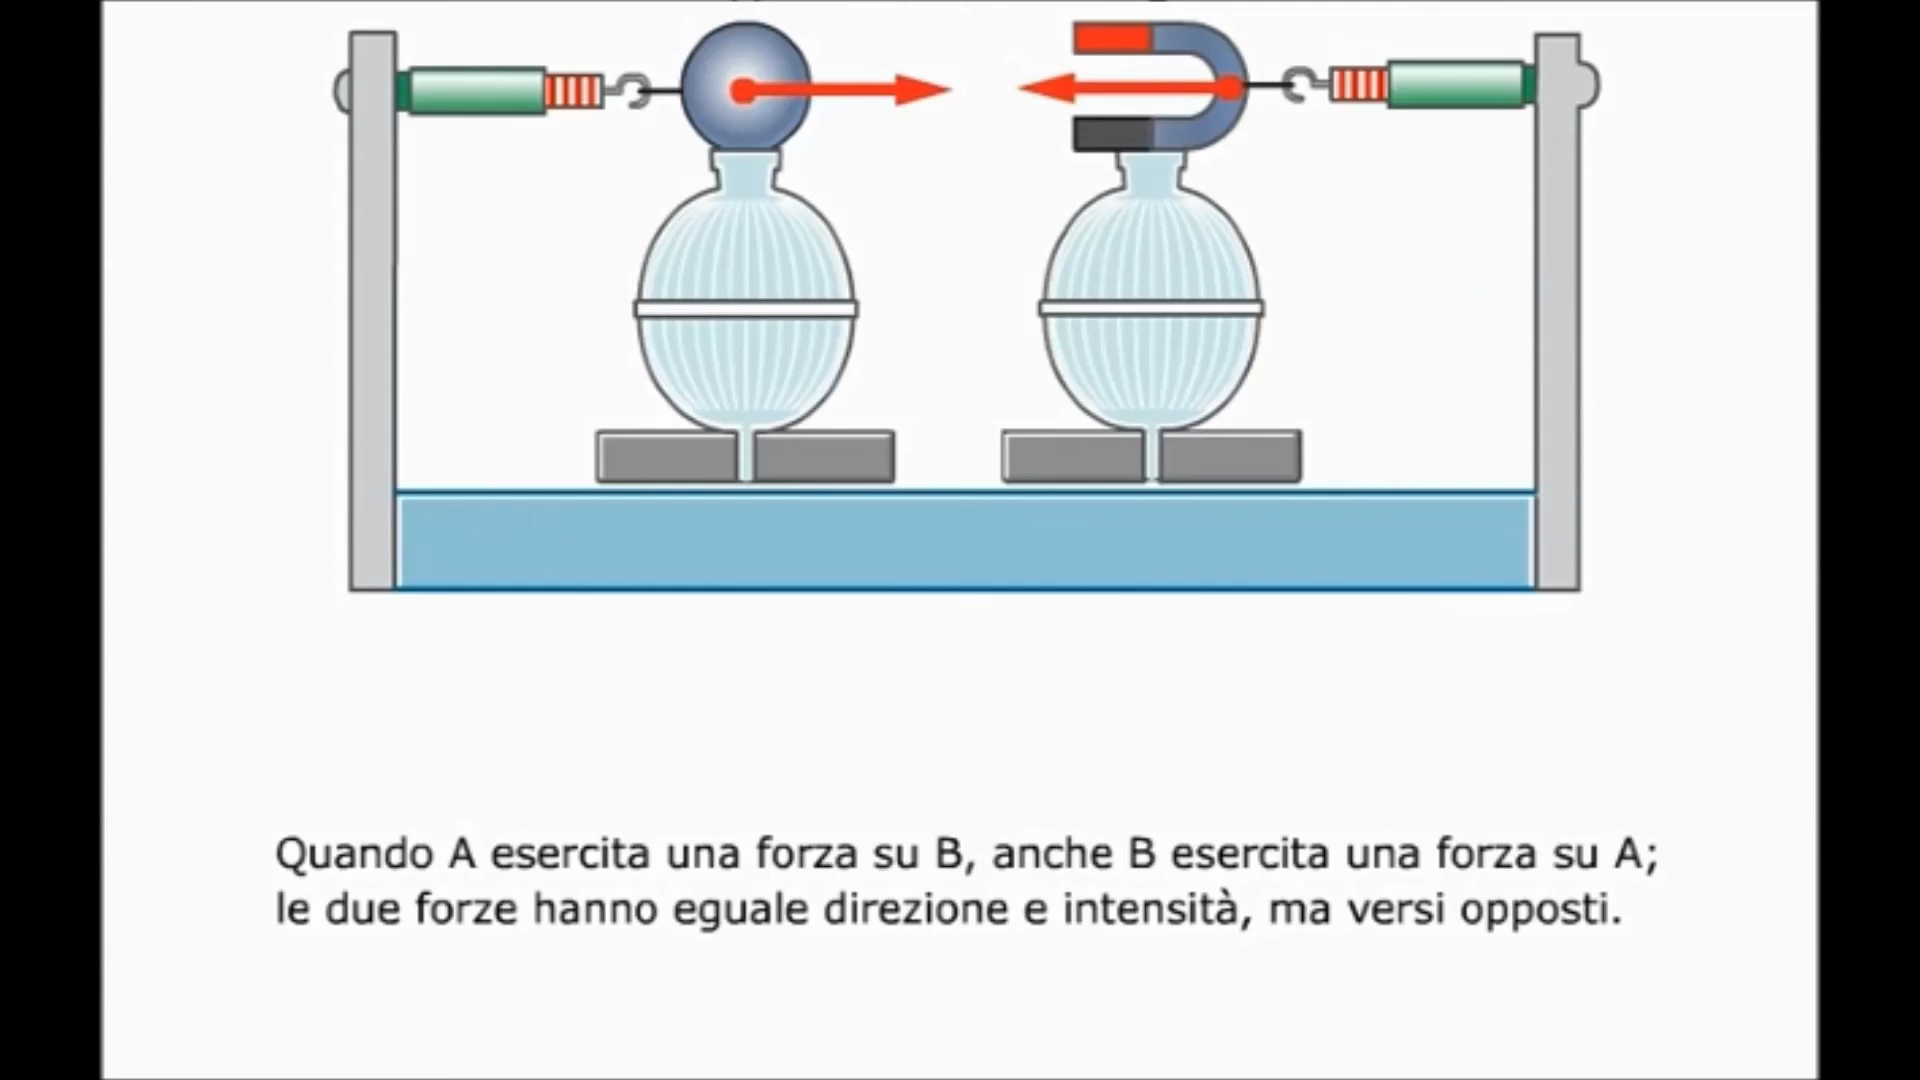 Quando A esercita una forza su B, anche B esercita una forza su A;
le due forze hanno eguale direzione e intensità, ma versi opposti.